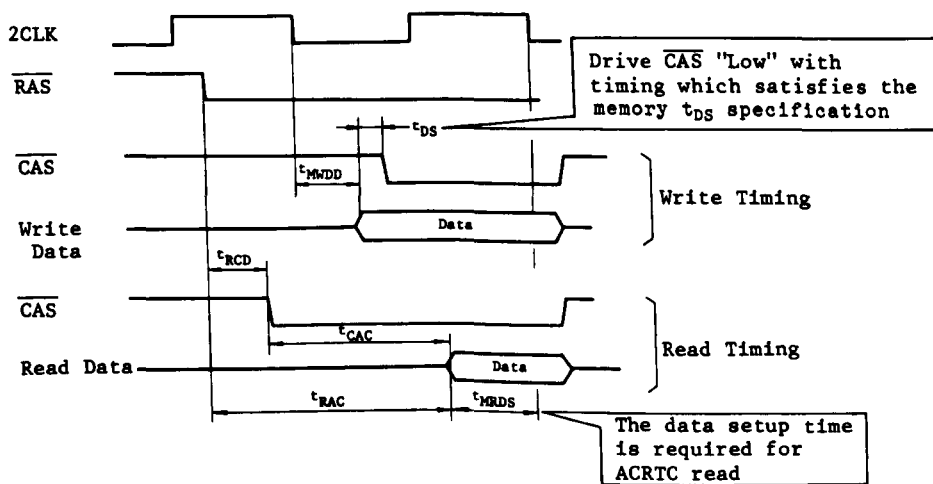 2CLK
RAS
Drive CAS "Low" with
timing which satisfies the
memory tDS specification
tDS
CAS
tMWDD
Write Timing
Write
Data
Data
tRCD
CAS
tCAC
Read Timing
Read Data
Data
tRAC
tMRDS
The data setup time
is required for
ACRTC read